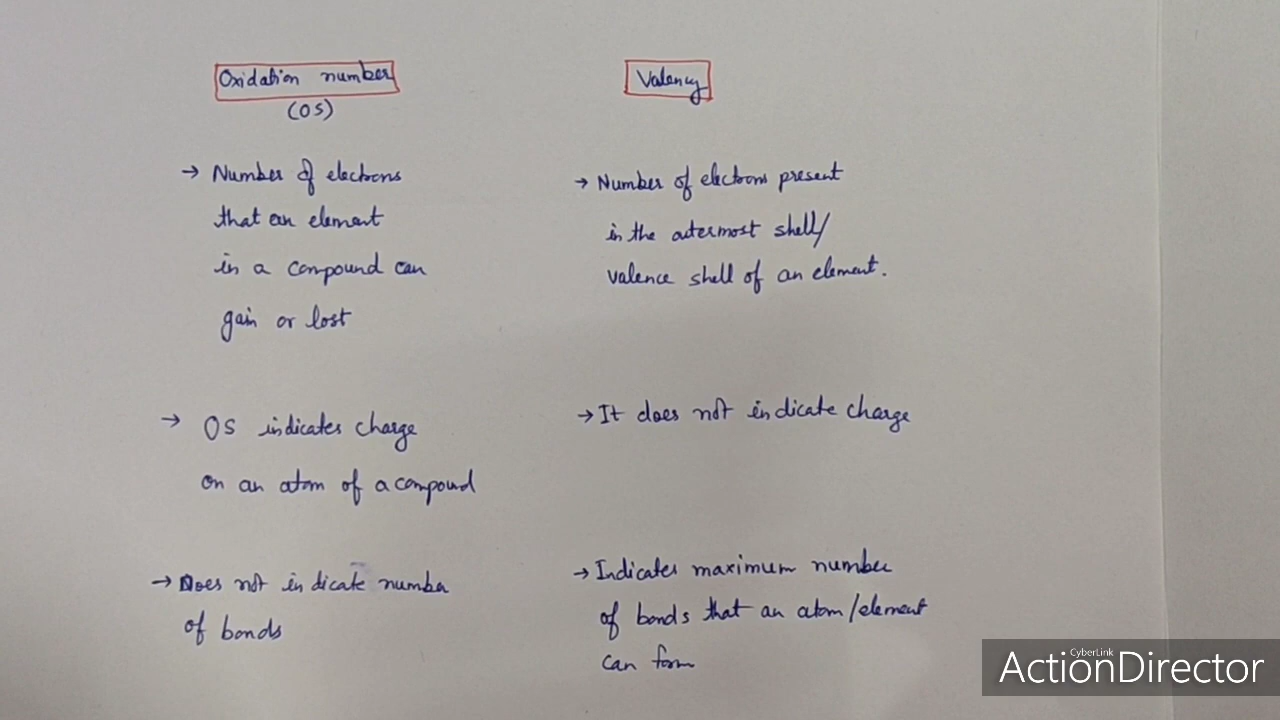 Oxidation number
(OS)
→ Number of electrons
that an element
in a compound can
gain or lost
→ OS indicates charge
on an atom of a compound
→ Does not indicate number
of bonds
Valency
→ Number of electrons present
in the outermost shell/
valence shell of an element.
→ It does not indicate charge
→ Indicates maximum number
of bonds that an atom/element
can form
CyberLink
ActionDirector